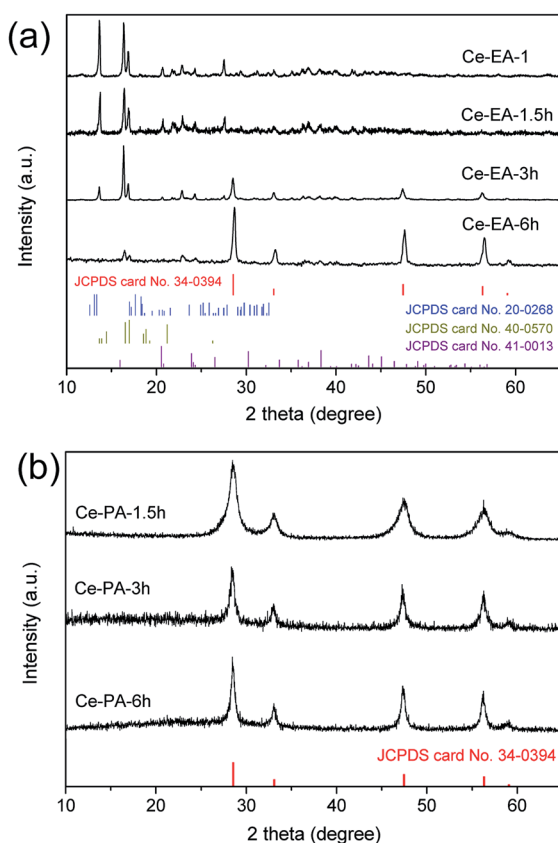 (a)
Ce-EA-1
Ce-EA-1.5h
Ce-EA-3h
Ce-EA-6h
Intensity (a.u.)
JCPDS card No. 34-0394
JCPDS card No. 20-0268
JCPDS card No. 40-0570
JCPDS card No. 41-0013
10 20 30 40 50 60
2 theta (degree)
(b)
Ce-PA-1.5h
Ce-PA-3h
Ce-PA-6h
Intensity (a.u.)
JCPDS card No. 34-0394
10 20 30 40 50 60
2 theta (degree)